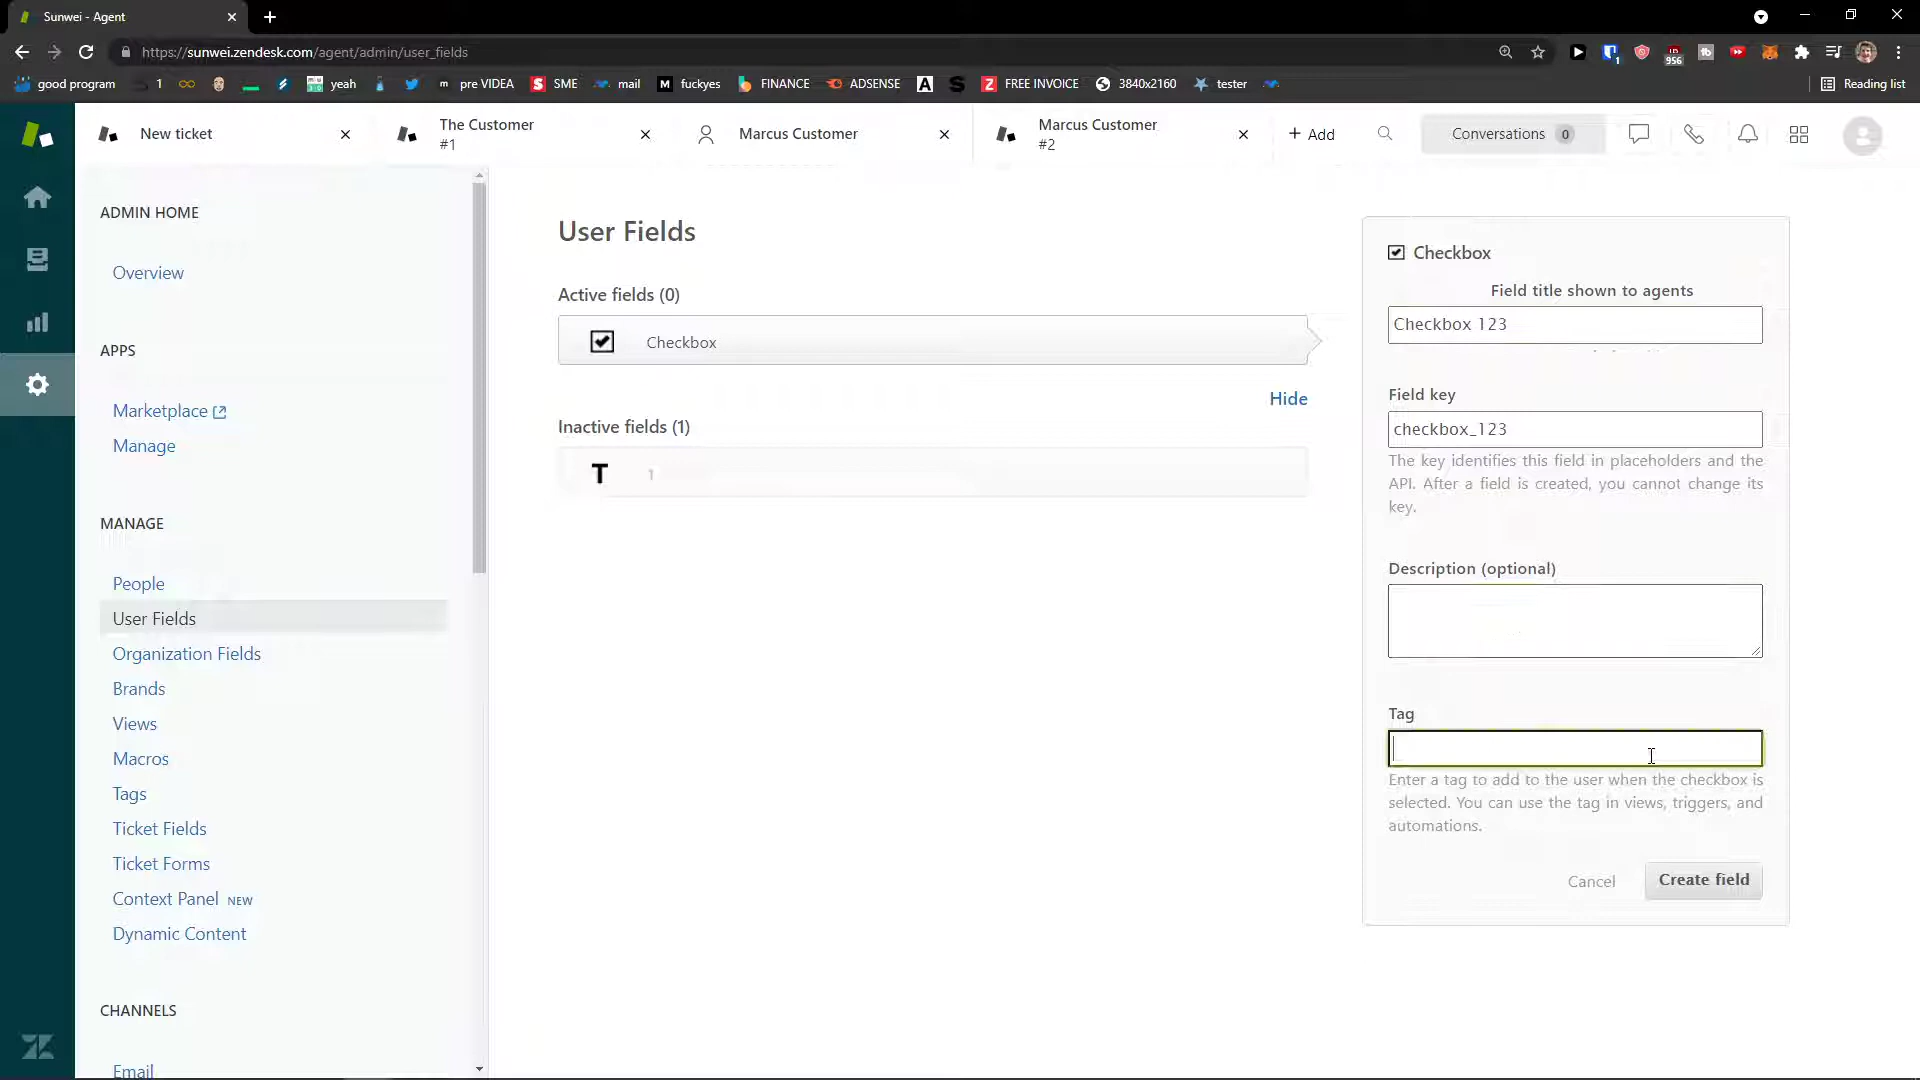 Sunwei - Agent
https://sunwei.zendesk.com/agent/admin/user_fields
1
956
good program
1
yeah
m pre VIDEA
S SME
mail
M fuckyes
FINANCE
ADSENSE
A
S
Z FREE INVOICE
3840x2160
tester
Reading list
New ticket
The Customer
#1
Marcus Customer
Marcus Customer
#2
+ Add
Conversations 0
ADMIN HOME
Overview
APPS
Marketplace
Manage
MANAGE
People
User Fields
Organization Fields
Brands
Views
Macros
Tags
Ticket Fields
Ticket Forms
Context Panel NEW
Dynamic Content
CHANNELS
Email
User Fields
Active fields (0)
Checkbox
Hide
Inactive fields (1)
T 1
Checkbox
Field title shown to agents
Checkbox 123
Field key
checkbox_123
The key identifies this field in placeholders and the
API. After a field is created, you cannot change its
key.
Description (optional)
Tag
Enter a tag to add to the user when the checkbox is
selected. You can use the tag in views, triggers, and
automations.
Cancel
Create field